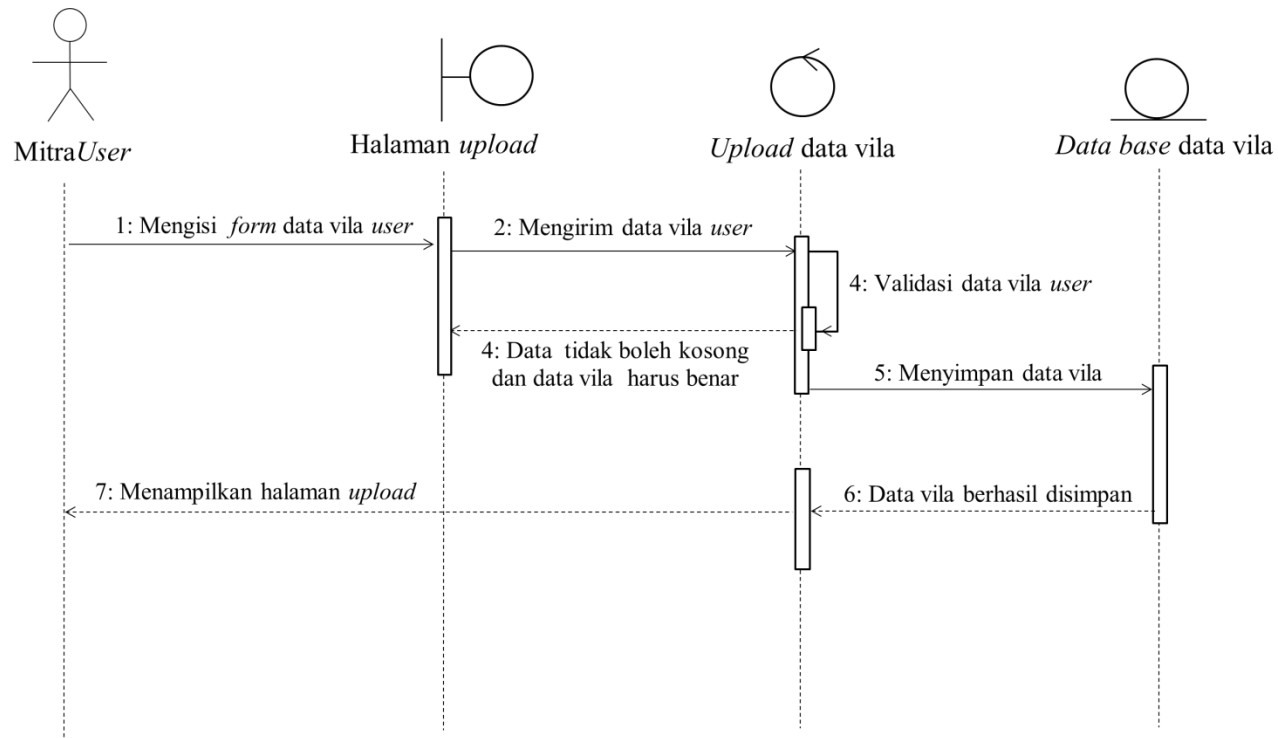 MitraUser
Halaman upload
Upload data vila
Data base data vila
1: Mengisi form data vila user
2: Mengirim data vila user
4: Validasi data vila user
4: Data tidak boleh kosong
dan data vila harus benar
5: Menyimpan data vila
6: Data vila berhasil disimpan
7: Menampilkan halaman upload